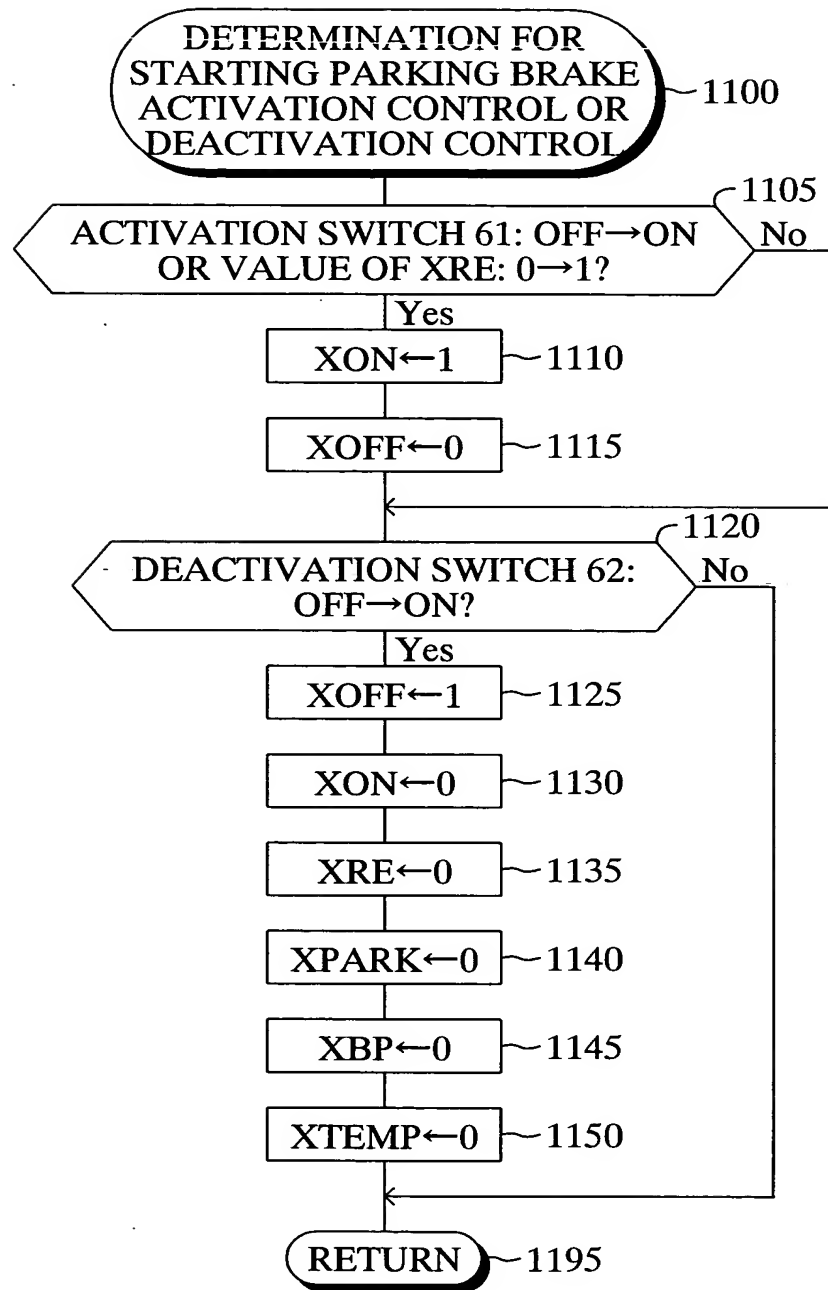 DETERMINATION FOR
STARTING PARKING BRAKE
ACTIVATION CONTROL OR
DEACTIVATION CONTROL
1100
1105
ACTIVATION SWITCH 61: OFF→ON
OR VALUE OF XRE: 0→1?
No
Yes
XON←1
1110
XOFF←0
1115
1120
DEACTIVATION SWITCH 62:
OFF→ON?
No
Yes
XOFF←1
1125
XON←0
1130
XRE←0
1135
XPARK←0
1140
XBP←0
1145
XTEMP←0
1150
RETURN
1195